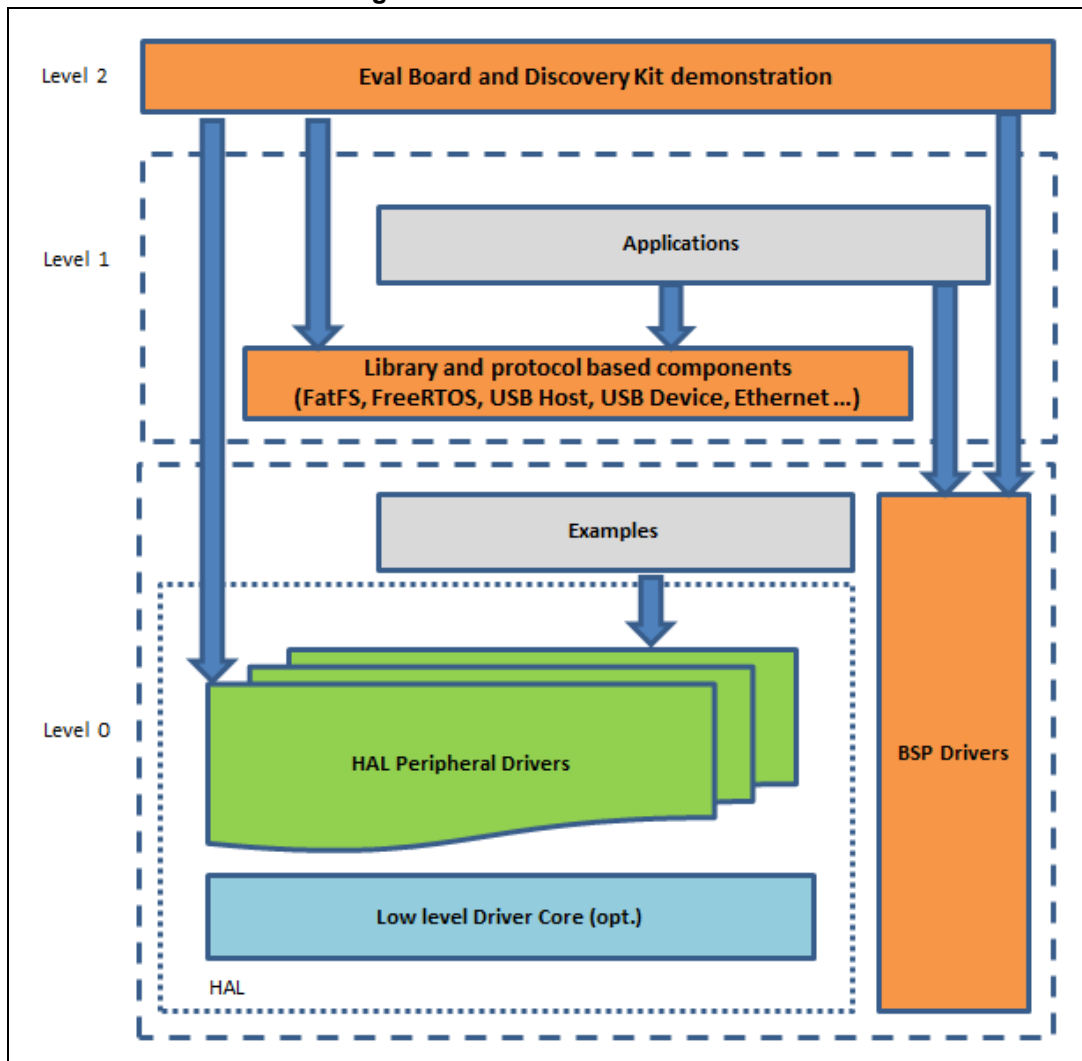 Level 2
Eval Board and Discovery Kit demonstration
Level 1
Applications
Library and protocol based components
(FatFS, FreeRTOS, USB Host, USB Device, Ethernet ...)
Examples
Level 0
HAL Peripheral Drivers
BSP Drivers
Low level Driver Core (opt.)
HAL